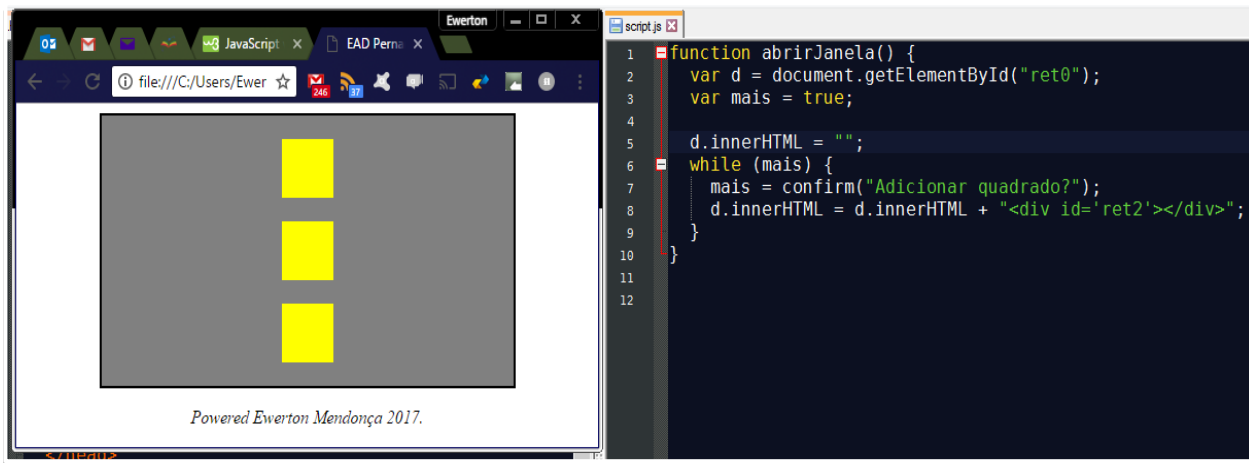 Ewerton
JavaScript
EAD Perna
file:///C:/Users/Ewer
246
37
Powered Ewerton Mendonça 2017.
</head>
script.js
1 function abrirJanela() {
2 var d = document.getElementById("ret0");
3 var mais = true;
4
5 d.innerHTML = "";
6 while (mais) {
7 mais = confirm("Adicionar quadrado?");
8 d.innerHTML = d.innerHTML + "<div id='ret2'></div>";
9 }
10 }
11
12